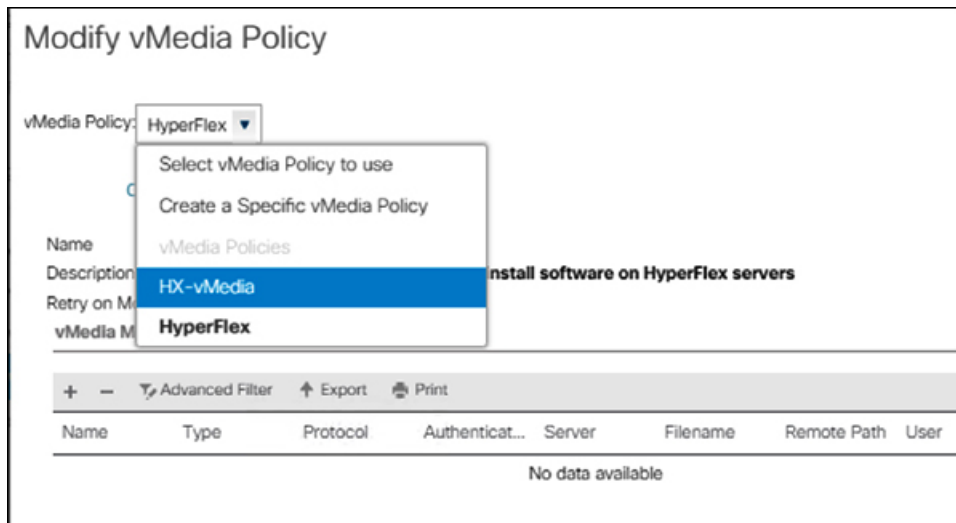 Modify vMedia Policy
vMedia Policy: HyperFlex
Select vMedia Policy to use
Create a Specific vMedia Policy
Name
vMedia Policies
Description
HX-vMedia
nstall software on HyperFlex servers
Retry on M
HyperFlex
vMedia M
+ − Advanced Filter Export Print
Name Type Protocol Authenticat... Server Filename Remote Path User
No data available